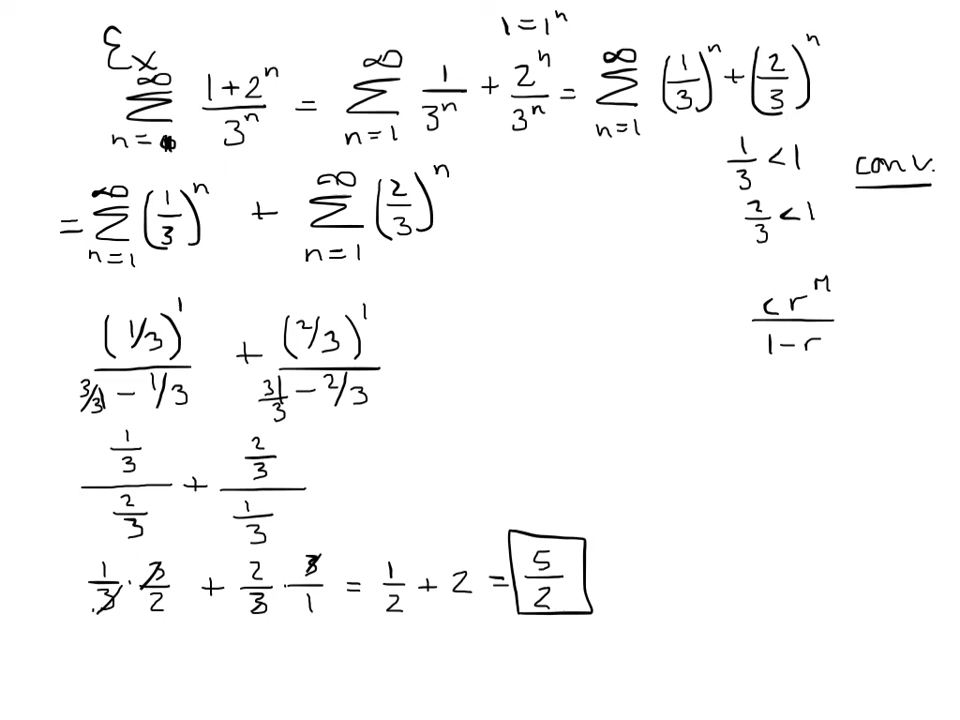 1 = 1^n
Ex
∞∑n=1 (1+2^n)/3^n = ∞∑n=1 1/3^n + 2^n/3^n = ∞∑n=1 (1/3)^n + (2/3)^n
1/3 < 1 conv.
2/3 < 1
= ∞∑n=1 (1/3)^n + ∞∑n=1 (2/3)^n
cr^M/(1-r)
(1/3)^1/(3/3 - 1/3) + (2/3)^1/(3/3 - 2/3)
(1/3)/(2/3) + (2/3)/(1/3)
1/3 · 3/2 + 2/3 · 3/1 = 1/2 + 2 = 5/2